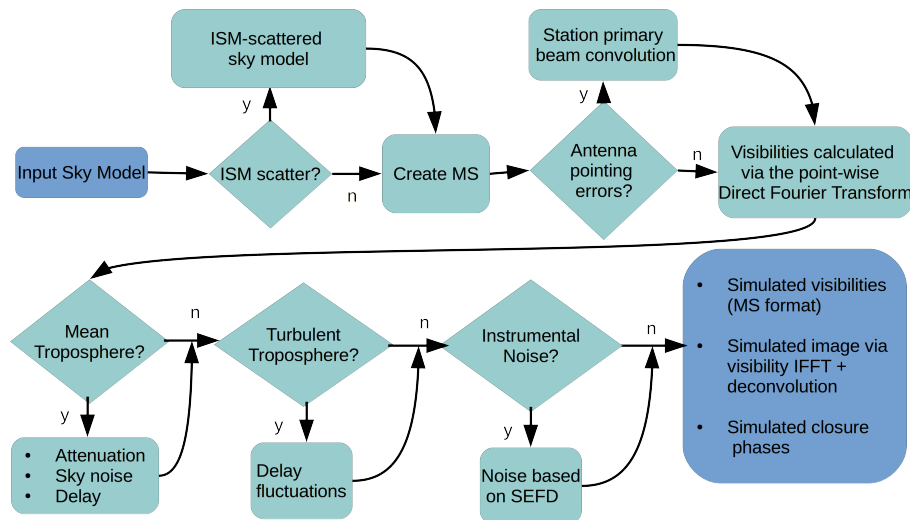 ISM-scattered
sky model
Station primary
beam convolution
y
y
Input Sky Model
ISM scatter?
n
Create MS
Antenna
pointing
errors?
n
Visibilities calculated
via the point-wise
Direct Fourier Transform
Mean
Troposphere?
n
Turbulent
Troposphere?
n
Instrumental
Noise?
n
• Simulated visibilities
(MS format)
• Simulated image via
visibility IFFT +
deconvolution
• Simulated closure
phases
y
• Attenuation
• Sky noise
• Delay
y
Delay
fluctuations
y
Noise based
on SEFD